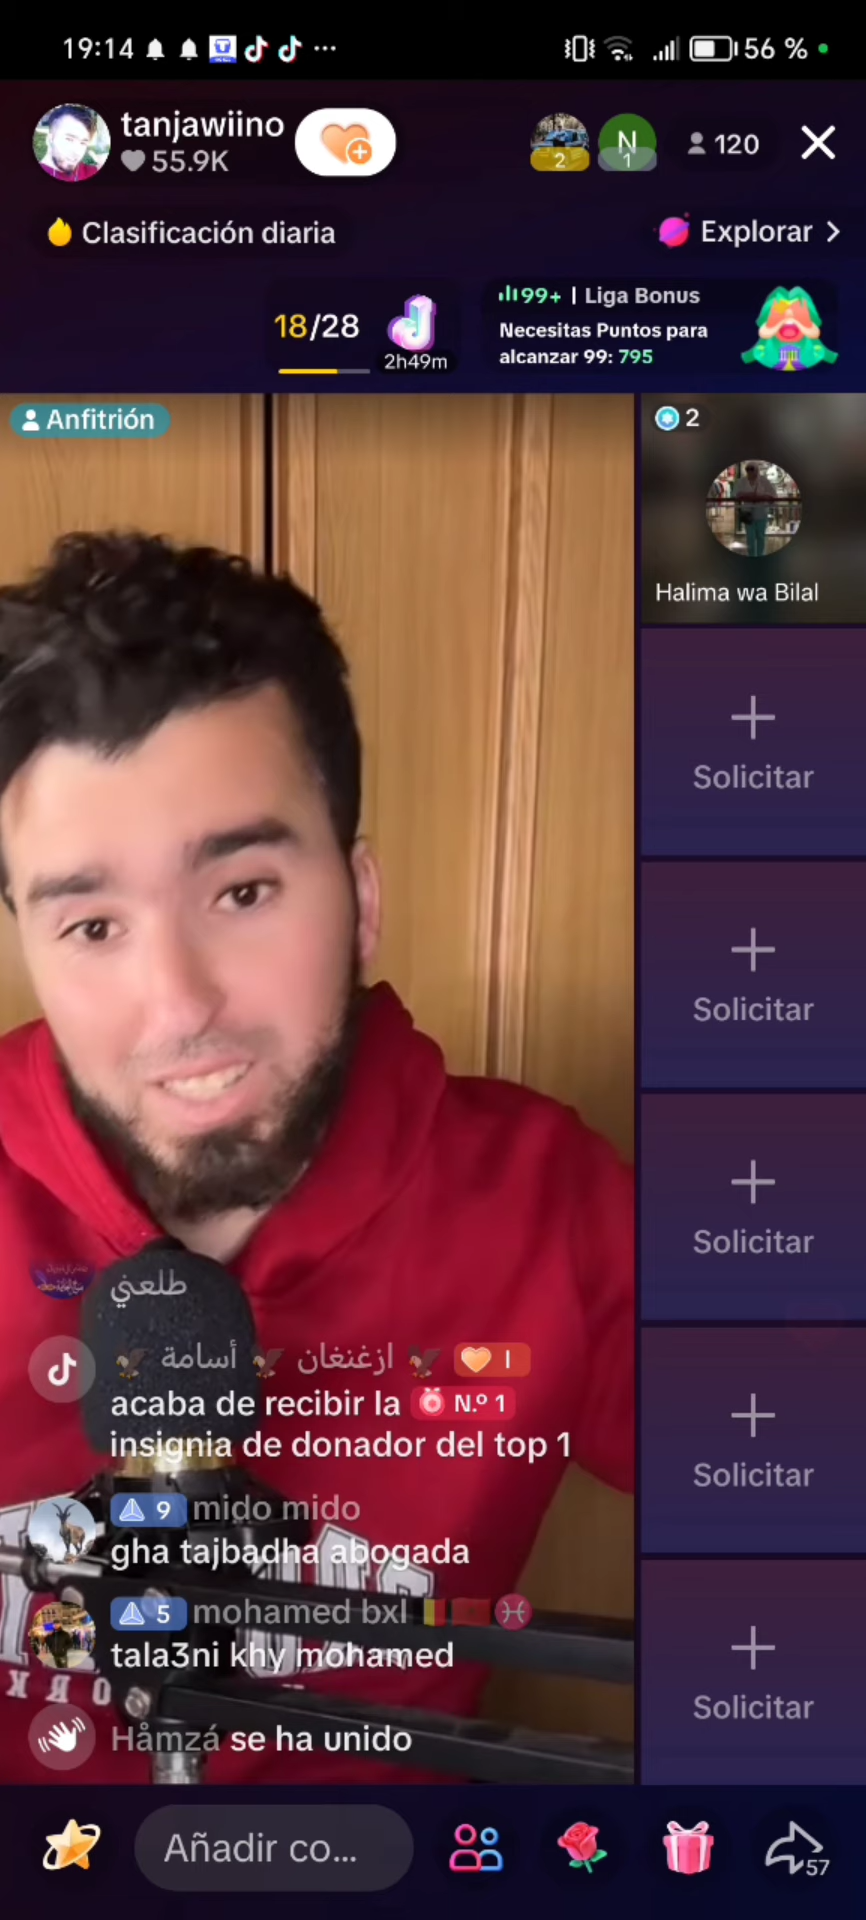 19:14
56 %
tanjawiino
55.9K
2
N
1
120
Clasificación diaria
Explorar
18/28
2h49m
99+ | Liga Bonus
Necesitas Puntos para
alcanzar 99: 795
Anfitrión
2
Halima wa Bilal
Solicitar
Solicitar
Solicitar
Solicitar
Solicitar
طلعني
أسامة ازغنغان I
acaba de recibir la N.º 1
insignia de donador del top 1
9 mido mido
gha tajbadha abogada
5 mohamed bxl
tala3ni khy mohamed
Håmzá se ha unido
Añadir co...
57